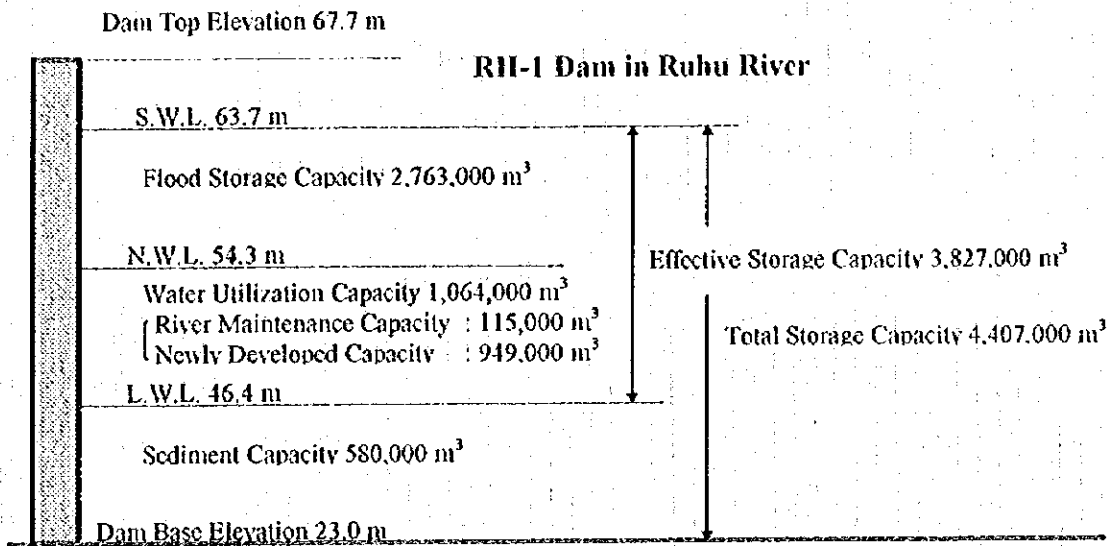 Dam Top Elevation 67.7 m
RH-1 Dam in Ruhu River
S.W.L. 63.7 m
Flood Storage Capacity 2,763,000 m³
N.W.L. 54.3 m
Effective Storage Capacity 3,827,000 m³
Water Utilization Capacity 1,064,000 m³
River Maintenance Capacity : 115,000 m³
Total Storage Capacity 4,407,000 m³
Newly Developed Capacity : 949,000 m³
L.W.L. 46.4 m
Sediment Capacity 580,000 m³
Dam Base Elevation 23.0 m